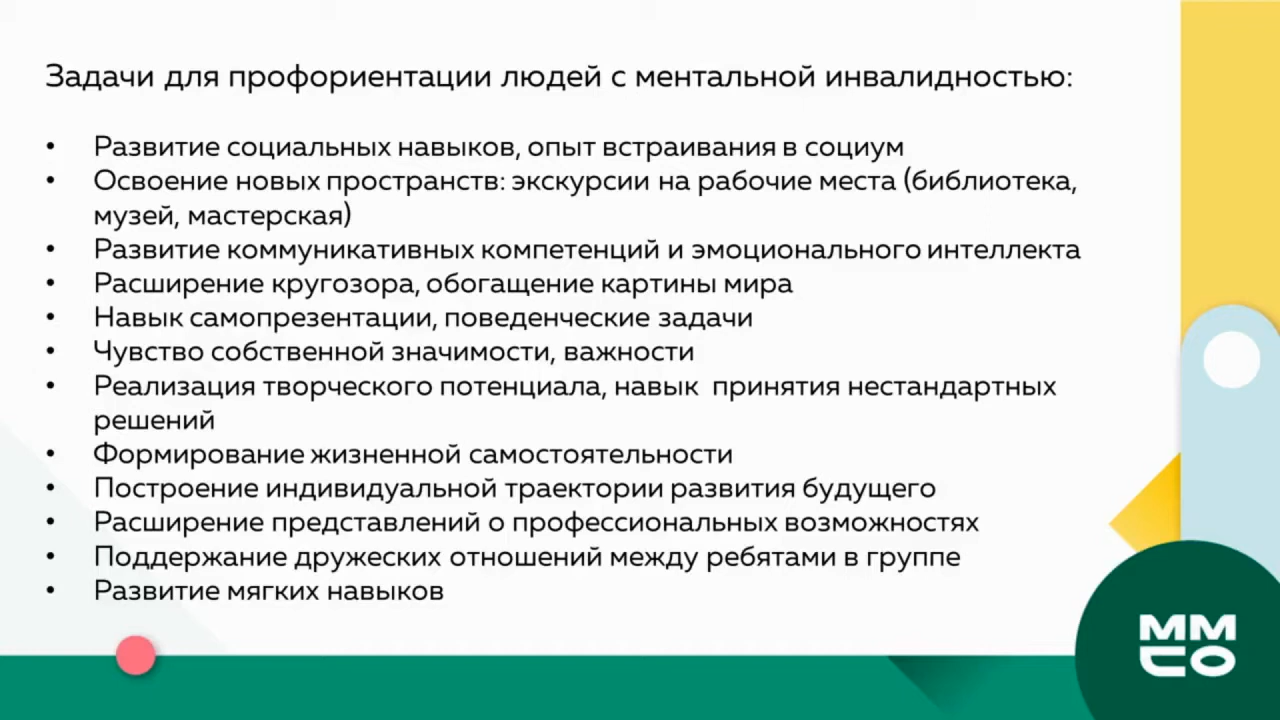 Задачи для профориентации людей с ментальной инвалидностью:
• Развитие социальных навыков, опыт встраивания в социум
• Освоение новых пространств: экскурсии на рабочие места (библиотека,
музей, мастерская)
• Развитие коммуникативных компетенций и эмоционального интеллекта
• Расширение кругозора, обогащение картины мира
• Навык самопрезентации, поведенческие задачи
• Чувство собственной значимости, важности
• Реализация творческого потенциала, навык принятия нестандартных
решений
• Формирование жизненной самостоятельности
• Построение индивидуальной траектории развития будущего
• Расширение представлений о профессиональных возможностях
• Поддержание дружеских отношений между ребятами в группе
• Развитие мягких навыков
ММ
СО